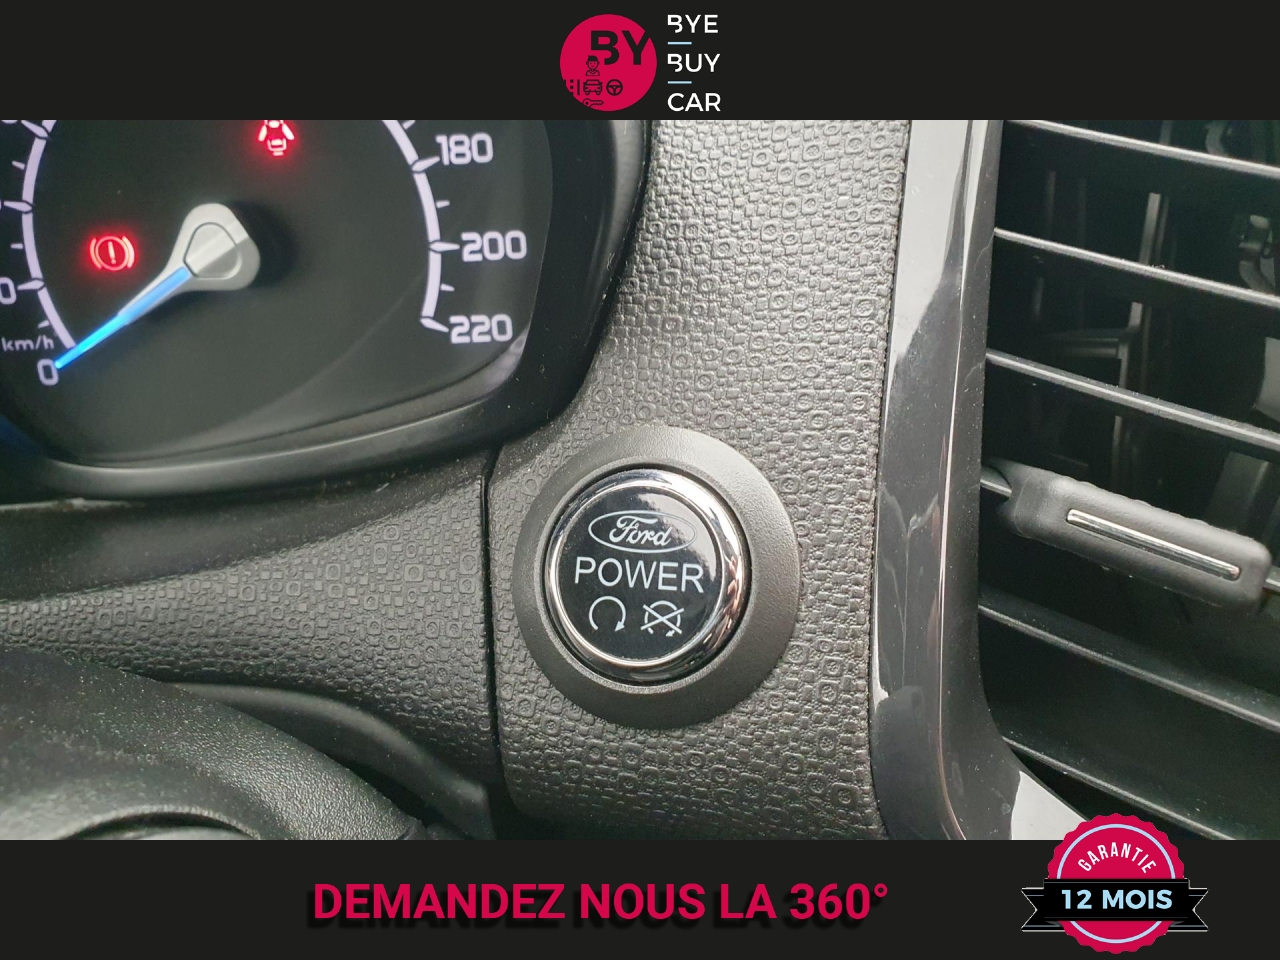 BY
BYE
BUY
CAR
180
200
220
km/h
0
Ford
POWER
DEMANDEZ NOUS LA 360°
GARANTIE
12 MOIS